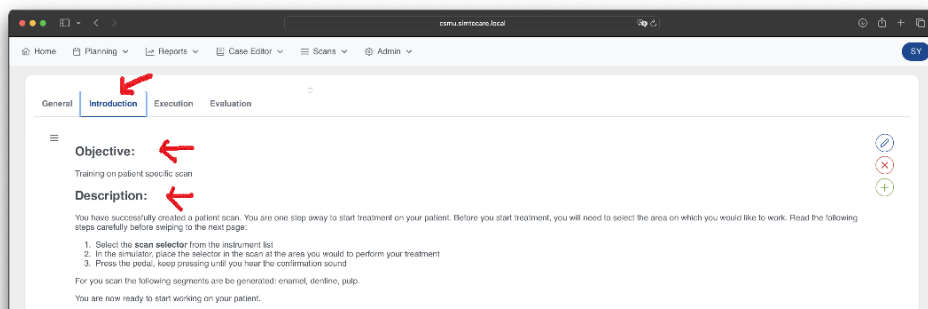 csmu.simtocare.local
Home Planning Reports Case Editor Scans Admin SY
General Introduction Execution Evaluation
Objective:
Training on patient specific scan
Description:
You have successfully created a patient scan. You are one step away to start treatment on your patient. Before you start treatment, you will need to select the area on which you would like to work. Read the following
steps carefully before swiping to the next page:
1. Select the scan selector from the instrument list
2. In the simulator, place the selector in the scan at the area you would to perform your treatment
3. Press the pedal, keep pressing until you hear the confirmation sound
For you scan the following segments are be generated: enamel, dentine, pulp.
You are now ready to start working on your patient.